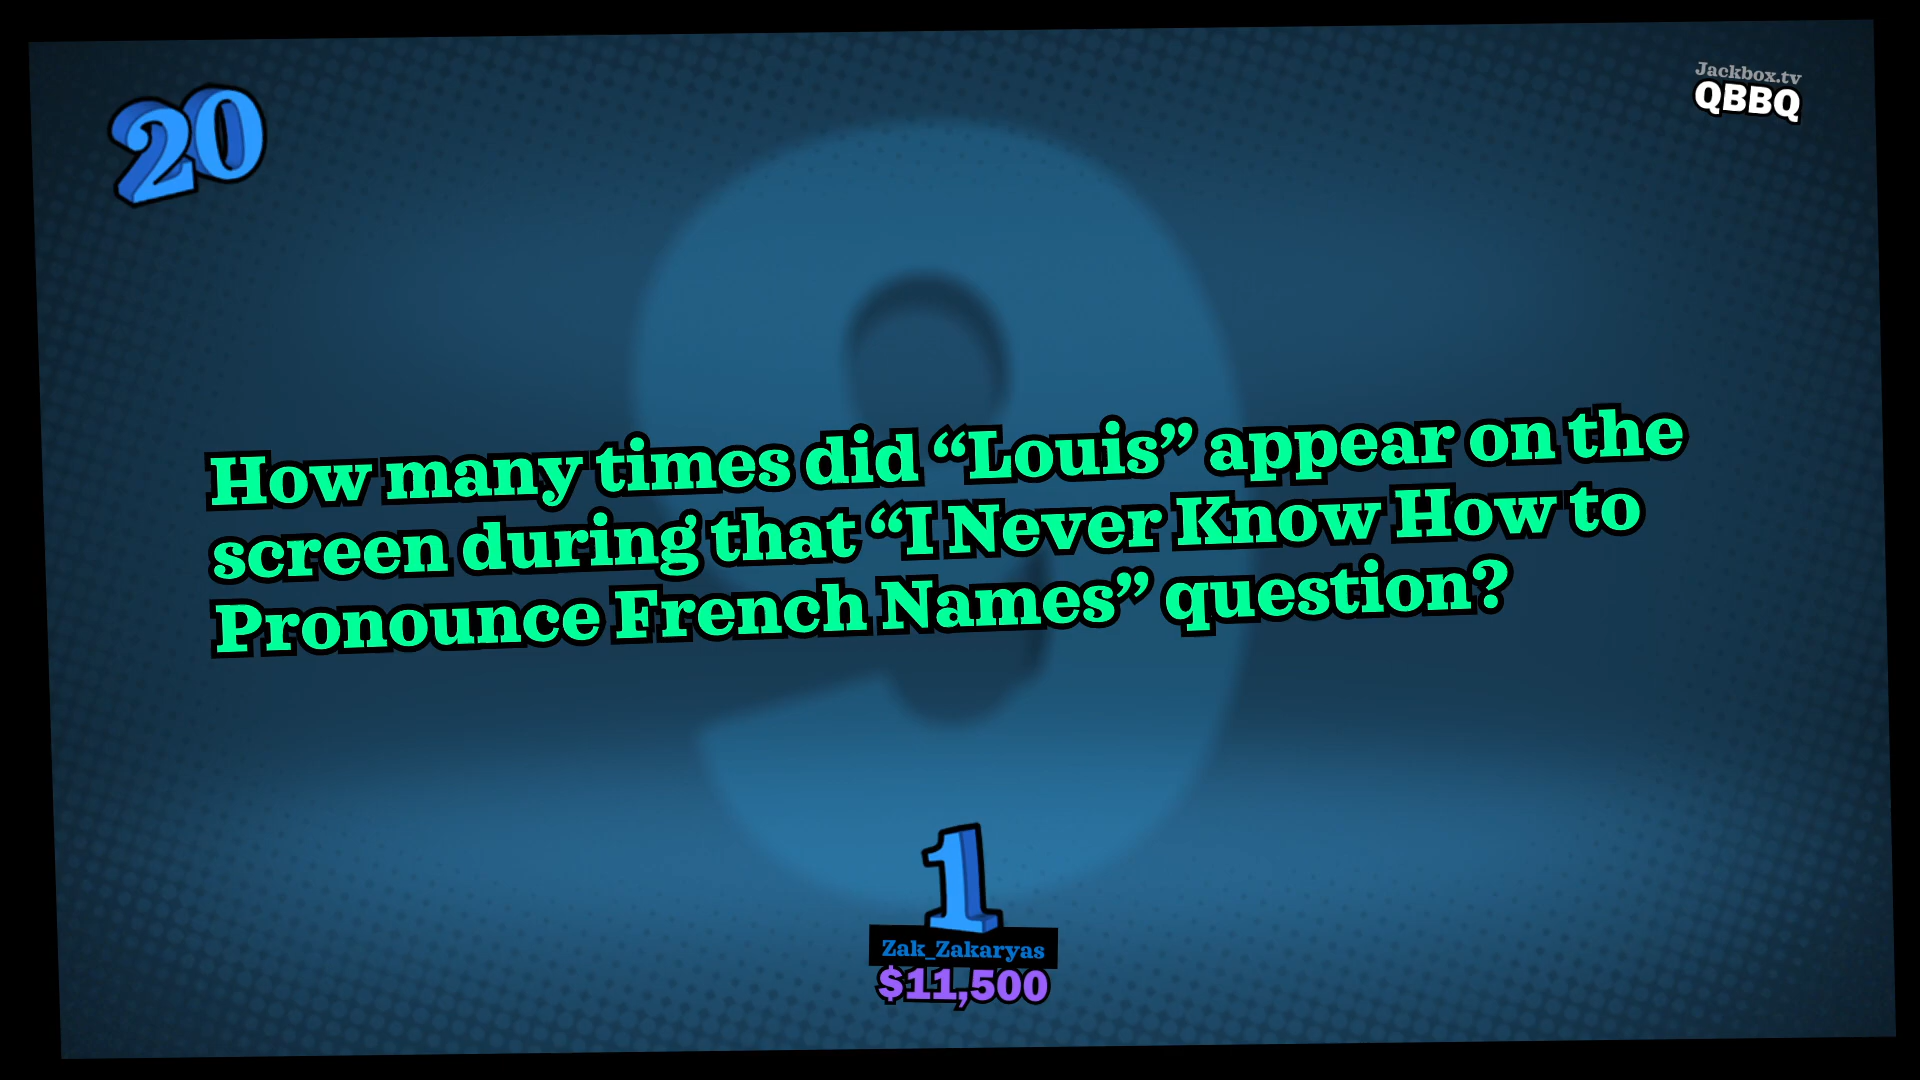 20
Jackbox.tv
QBBQ
9
How many times did “Louis” appear on the
screen during that “I Never Know How to
Pronounce French Names” question?
1
Zak_Zakaryas
$11,500